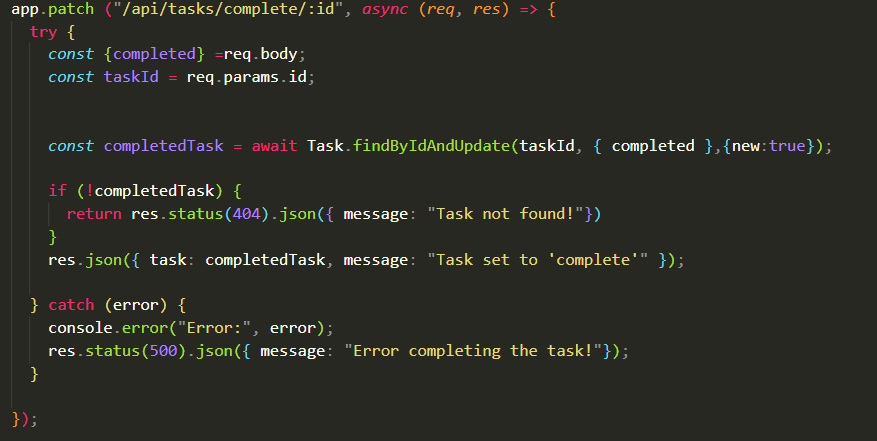 app.patch ("/api/tasks/complete/:id", async (req, res) => {
try {
const {completed} =req.body;
const taskId = req.params.id;
const completedTask = await Task.findByIdAndUpdate(taskId, { completed },{new:true});
if (!completedTask) {
return res.status(404).json({ message: "Task not found!"})
}
res.json({ task: completedTask, message: "Task set to 'complete'" });
} catch (error) {
console.error("Error:", error);
res.status(500).json({ message: "Error completing the task!"});
}
});